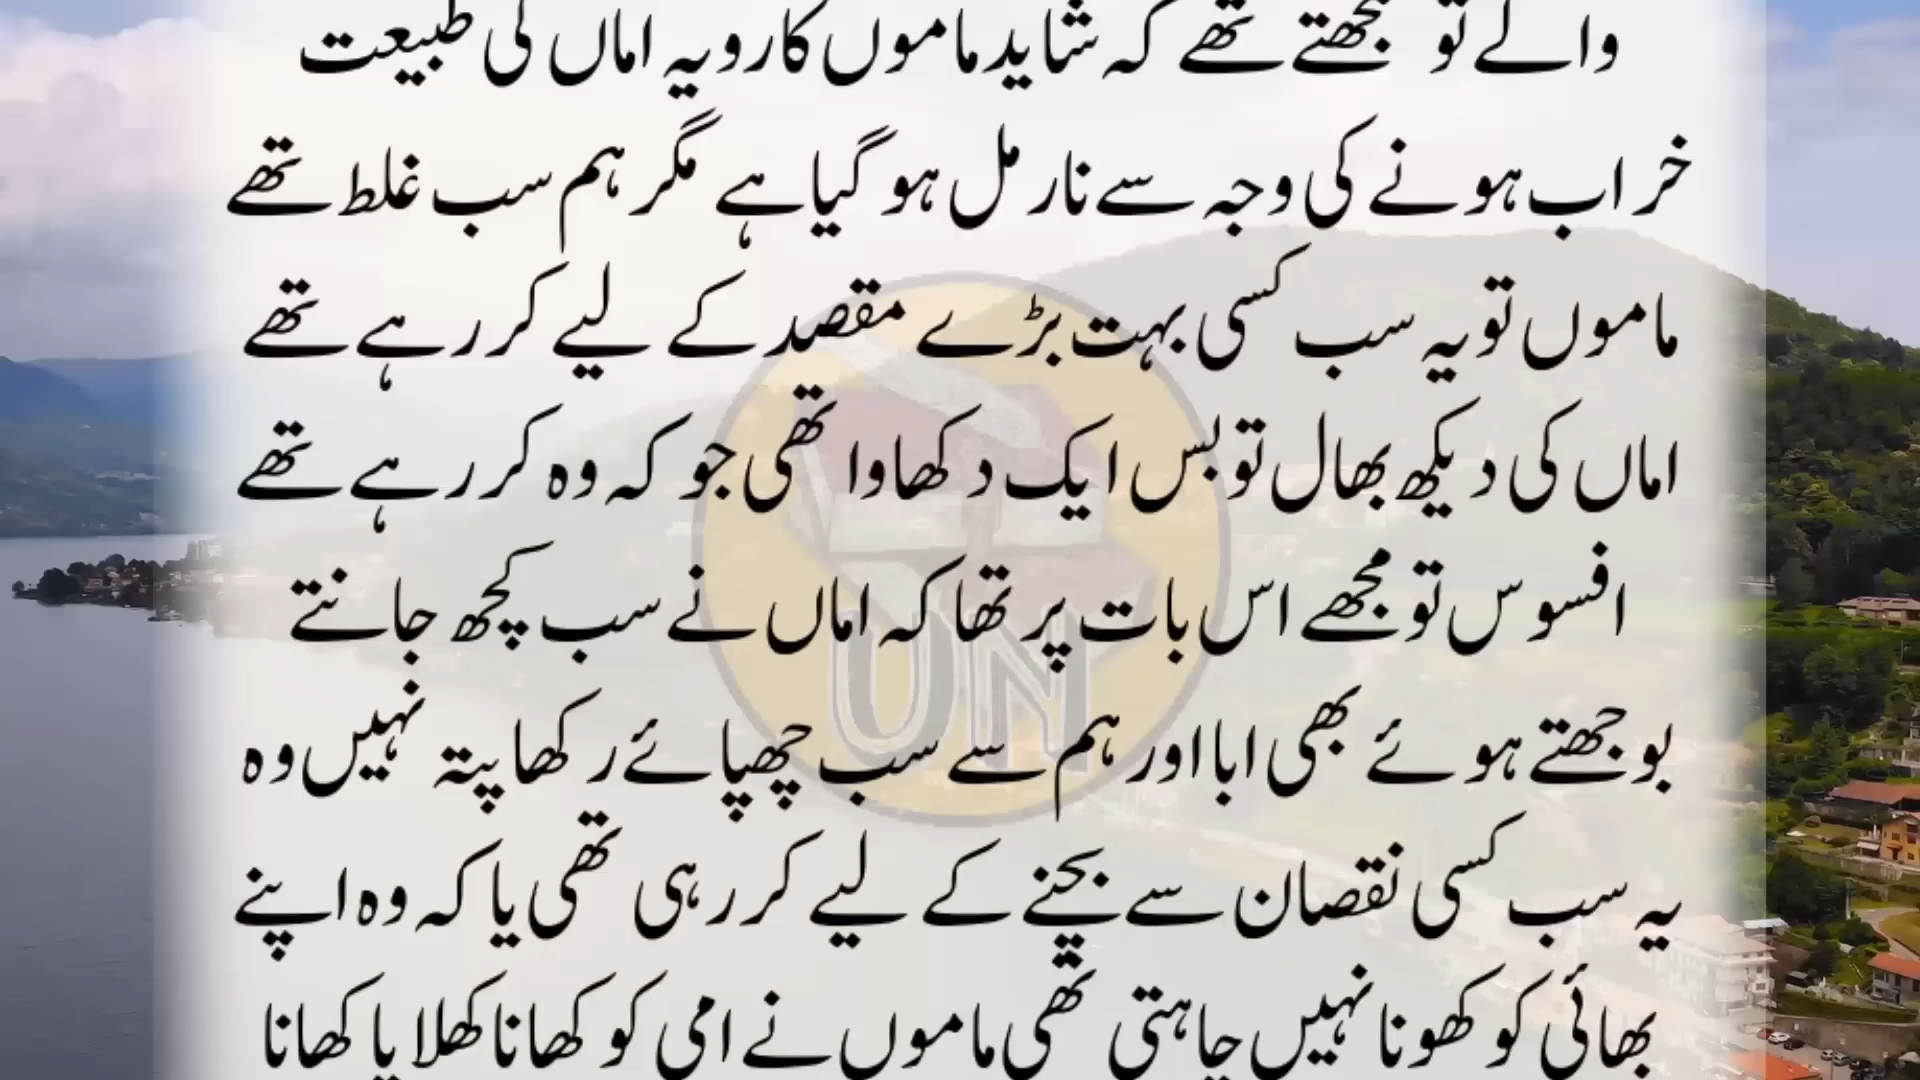 والے تو سمجھتے تھے کہ شاید ماموں کا رویہ اماں کی طبیعت
خراب ہونے کی وجہ سے نارمل ہو گیا ہے مگر ہم سب غلط تھے
ماموں تو یہ سب کسی بہت بڑے مقصد کے لیے کر رہے تھے
اماں کی دیکھ بھال تو بس ایک دکھاوا تھی جو کہ وہ کر رہے تھے
افسوس تو مجھے اس بات پر تھا کہ اماں نے سب کچھ جانتے
بوجھتے ہوئے بھی ابا اور ہم سے سب چھپائے رکھا پتہ نہیں وہ
یہ سب کسی نقصان سے بچنے کے لیے کر رہی تھی یا کہ وہ اپنے
بھائی کو کھونا نہیں چاہتی تھی ماموں نے امی کو کھانا کھلایا کھانا
UN